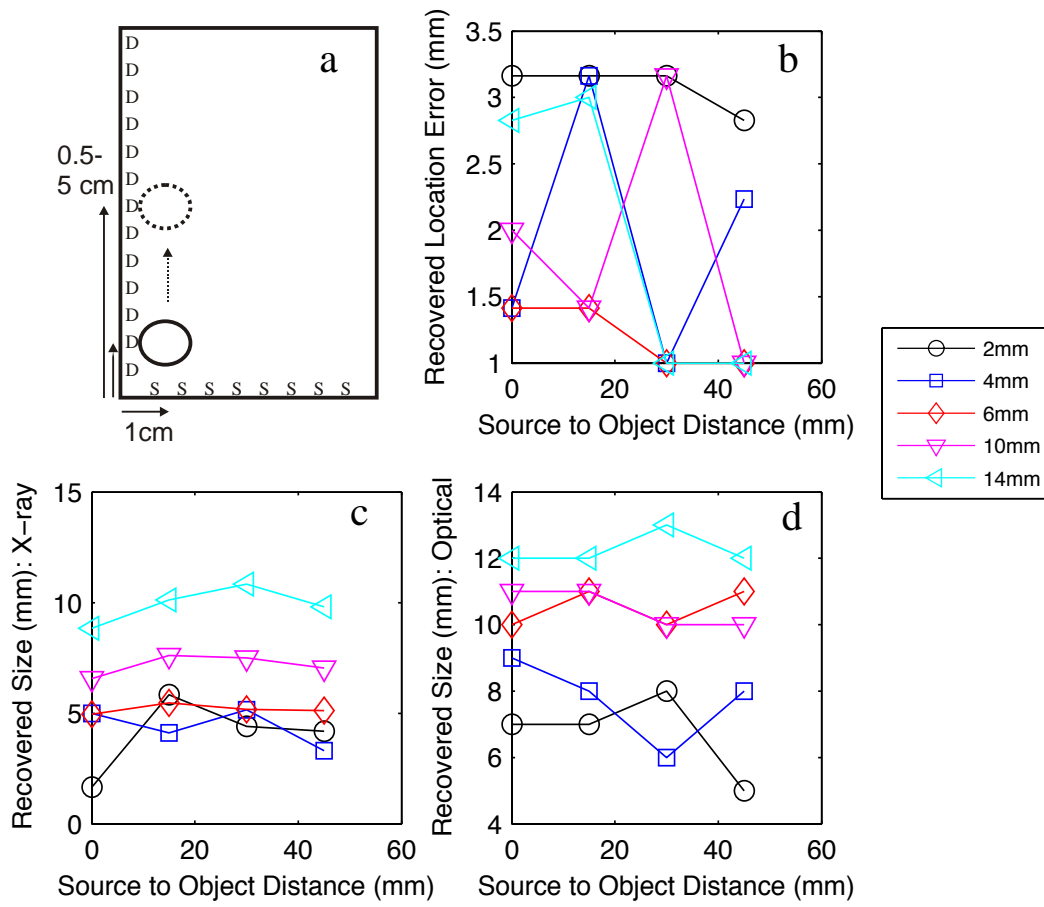 a
D
D
D
D
D
D
D
D
D
D
D
D
D
0.5-
5 cm
S S S S S S S S
1cm
b
Recovered Location Error (mm)
3.5
3
2.5
2
1.5
1
0 20 40 60
Source to Object Distance (mm)
2mm
4mm
6mm
10mm
14mm
c
Recovered Size (mm): X−ray
15
10
5
0
0 20 40 60
Source to Object Distance (mm)
d
Recovered Size (mm): Optical
14
12
10
8
6
4
0 20 40 60
Source to Object Distance (mm)